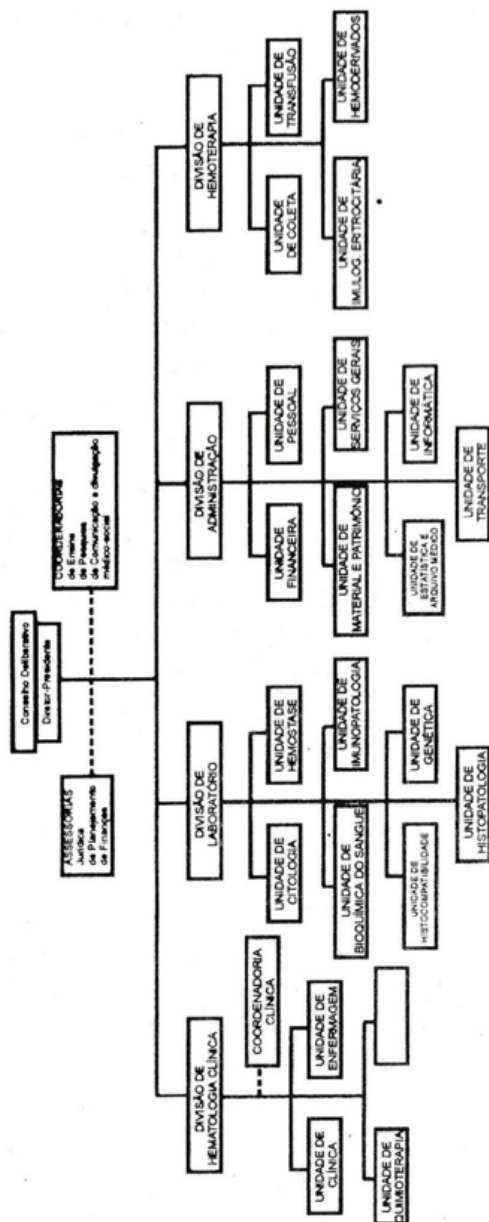 Conselho Deliberativo
Diretor-Presidente
ASSESSORIAS
Jurídica
de Planejamento
de Finanças
COORDENADORIAS
de Ensino
de Pesquisas
de Comunicação e divulgação
médico-social
DIVISÃO DE
HEMATOLOGIA CLÍNICA
COORDENADORIA
CLÍNICA
UNIDADE DE
CLÍNICA
UNIDADE DE
ENFERMAGEM
UNIDADE DE
QUIMIOTERAPIA
DIVISÃO DE
LABORATÓRIO
UNIDADE DE
CITOLOGIA
UNIDADE DE
HEMOSTASE
UNIDADE DE
BIOQUÍMICA DO SANGUE
UNIDADE DE
IMUNOPATOLOGIA
UNIDADE DE
HISTOCOMPATIBILIDADE
UNIDADE DE
GENÉTICA
UNIDADE DE
HISTOPATOLOGIA
DIVISÃO DE
ADMINISTRAÇÃO
UNIDADE
FINANCEIRA
UNIDADE DE
PESSOAL
UNIDADE DE
MATERIAL E PATRIMÔNIO
UNIDADE DE
SERVIÇOS GERAIS
UNIDADE DE
ESTATÍSTICA E
ARQUIVO MÉDICO
UNIDADE DE
INFORMÁTICA
UNIDADE DE
TRANSPORTE
DIVISÃO DE
HEMOTERAPIA
UNIDADE
DE COLETA
UNIDADE DE
TRANSFUSÃO
UNIDADE DE
IMULOG. ERITROCITÁRIA
UNIDADE DE
HEMODERIVADOS